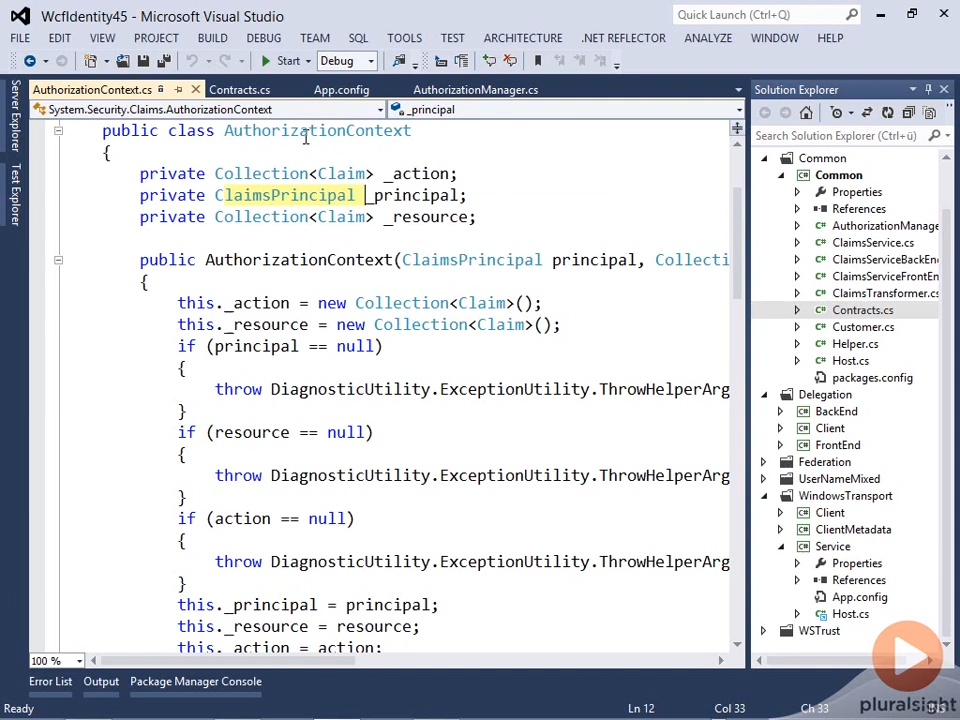 WcfIdentity45 - Microsoft Visual Studio
Quick Launch (Ctrl+Q)
FILE EDIT VIEW PROJECT BUILD DEBUG TEAM SQL TOOLS TEST ARCHITECTURE .NET REFLECTOR ANALYZE WINDOW HELP
Start Debug
Server Explorer
Test Explorer
AuthorizationContext.cs Contracts.cs App.config AuthorizationManager.cs
System.Security.Claims.AuthorizationContext _principal
public class AuthorizationContext
{
private Collection<Claim> _action;
private ClaimsPrincipal _principal;
private Collection<Claim> _resource;
public AuthorizationContext(ClaimsPrincipal principal, Collecti
{
this._action = new Collection<Claim>();
this._resource = new Collection<Claim>();
if (principal == null)
{
throw DiagnosticUtility.ExceptionUtility.ThrowHelperArg
}
if (resource == null)
{
throw DiagnosticUtility.ExceptionUtility.ThrowHelperArg
}
if (action == null)
{
throw DiagnosticUtility.ExceptionUtility.ThrowHelperArg
}
this._principal = principal;
this._resource = resource;
this._action = action;
100 %
Solution Explorer
Search Solution Explorer (Ctrl+ü)
Common
Common
Properties
References
AuthorizationManage
ClaimsService.cs
ClaimsServiceBackEn
ClaimsServiceFrontEn
ClaimsTransformer.cs
Contracts.cs
Customer.cs
Helper.cs
Host.cs
packages.config
Delegation
BackEnd
Client
FrontEnd
Federation
UserNameMixed
WindowsTransport
Client
ClientMetadata
Service
Properties
References
App.config
Host.cs
WSTrust
Error List Output Package Manager Console
Ready Ln 12 Col 33 Ch 33 INS
pluralsight